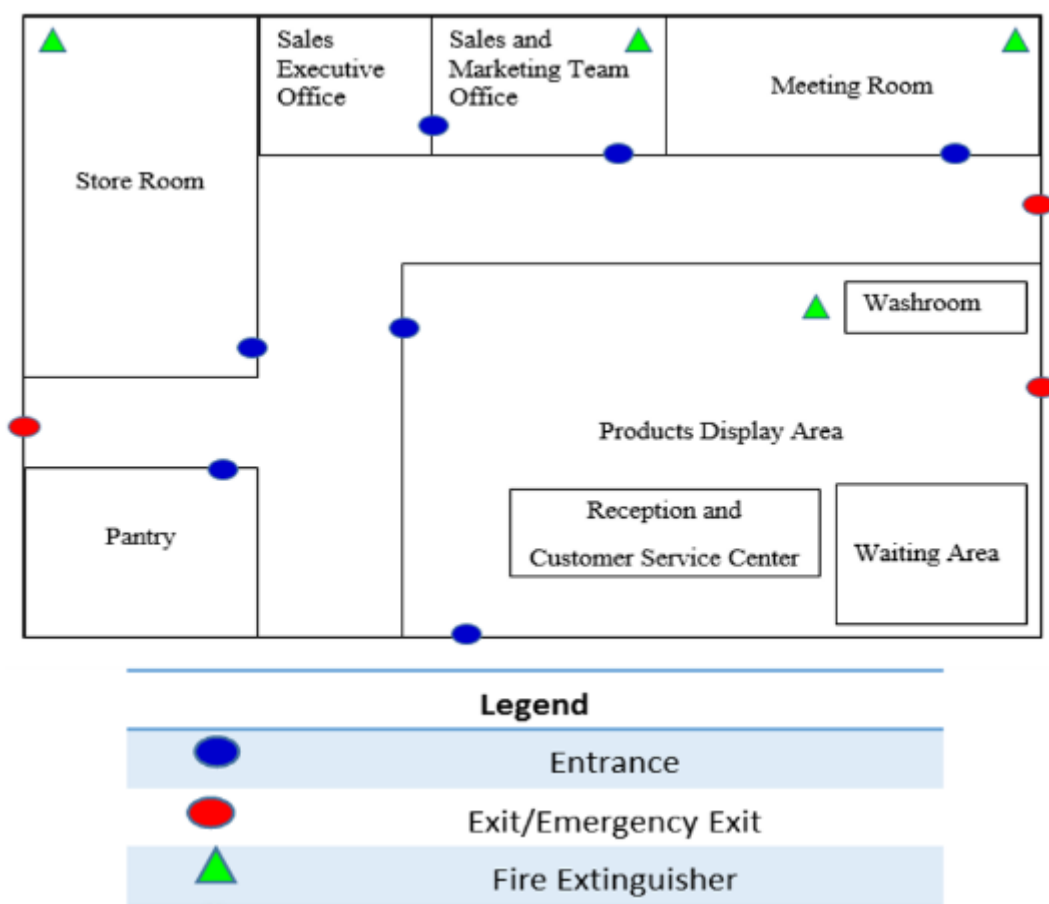 Sales
Executive
Office
Sales and
Marketing Team
Office
Meeting Room
Store Room
Washroom
Products Display Area
Reception and
Customer Service Center
Waiting Area
Pantry
Legend
Entrance
Exit/Emergency Exit
Fire Extinguisher